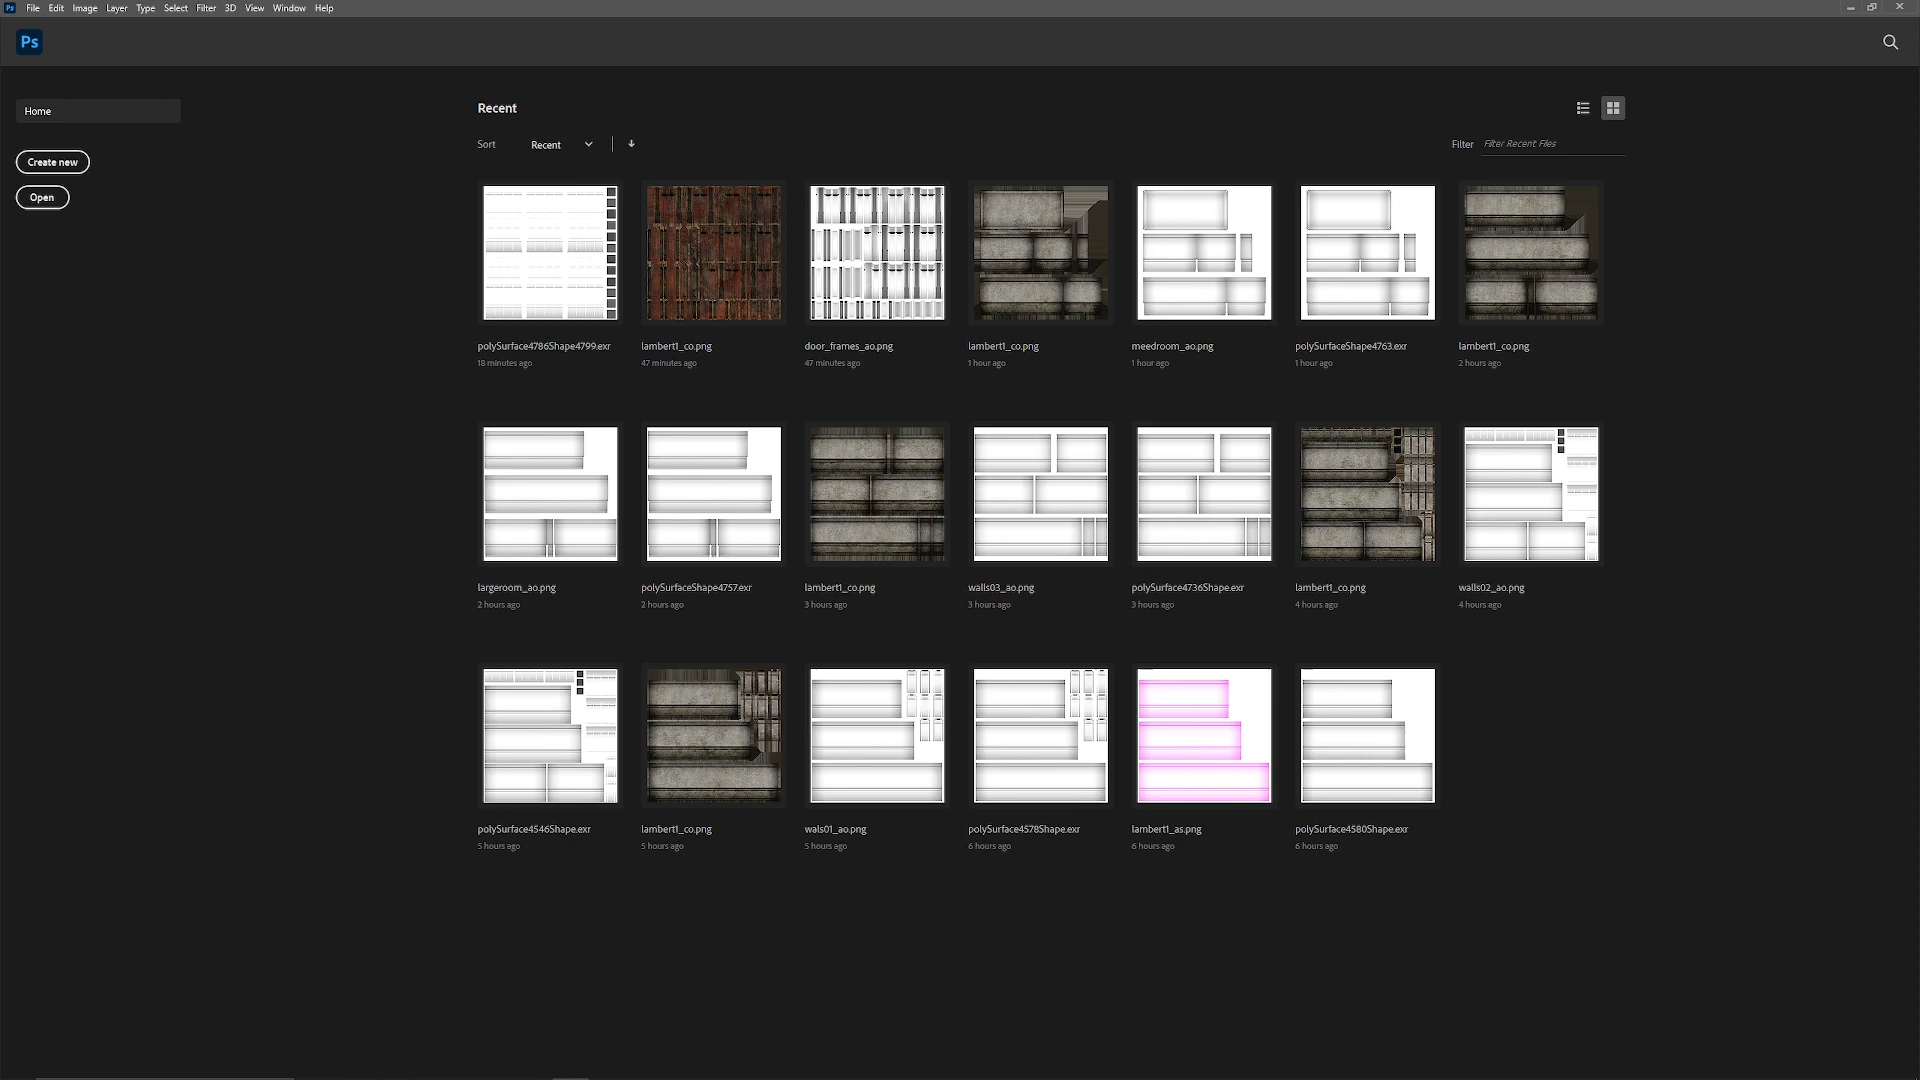 Ps File Edit Image Layer Type Select Filter 3D View Window Help
Ps
Home
Create new
Open
Recent
Sort Recent
Filter Filter Recent Files
polySurface4786Shape4799.exr
18 minutes ago
lambert1_co.png
47 minutes ago
door_frames_ao.png
47 minutes ago
lambert1_co.png
1 hour ago
meedroom_ao.png
1 hour ago
polySurfaceShape4763.exr
1 hour ago
lambert1_co.png
2 hours ago
largeroom_ao.png
2 hours ago
polySurfaceShape4757.exr
2 hours ago
lambert1_co.png
3 hours ago
walls03_ao.png
3 hours ago
polySurface4736Shape.exr
3 hours ago
lambert1_co.png
4 hours ago
walls02_ao.png
4 hours ago
polySurface4546Shape.exr
5 hours ago
lambert1_co.png
5 hours ago
wals01_ao.png
5 hours ago
polySurface4578Shape.exr
6 hours ago
lambert1_as.png
6 hours ago
polySurface4580Shape.exr
6 hours ago